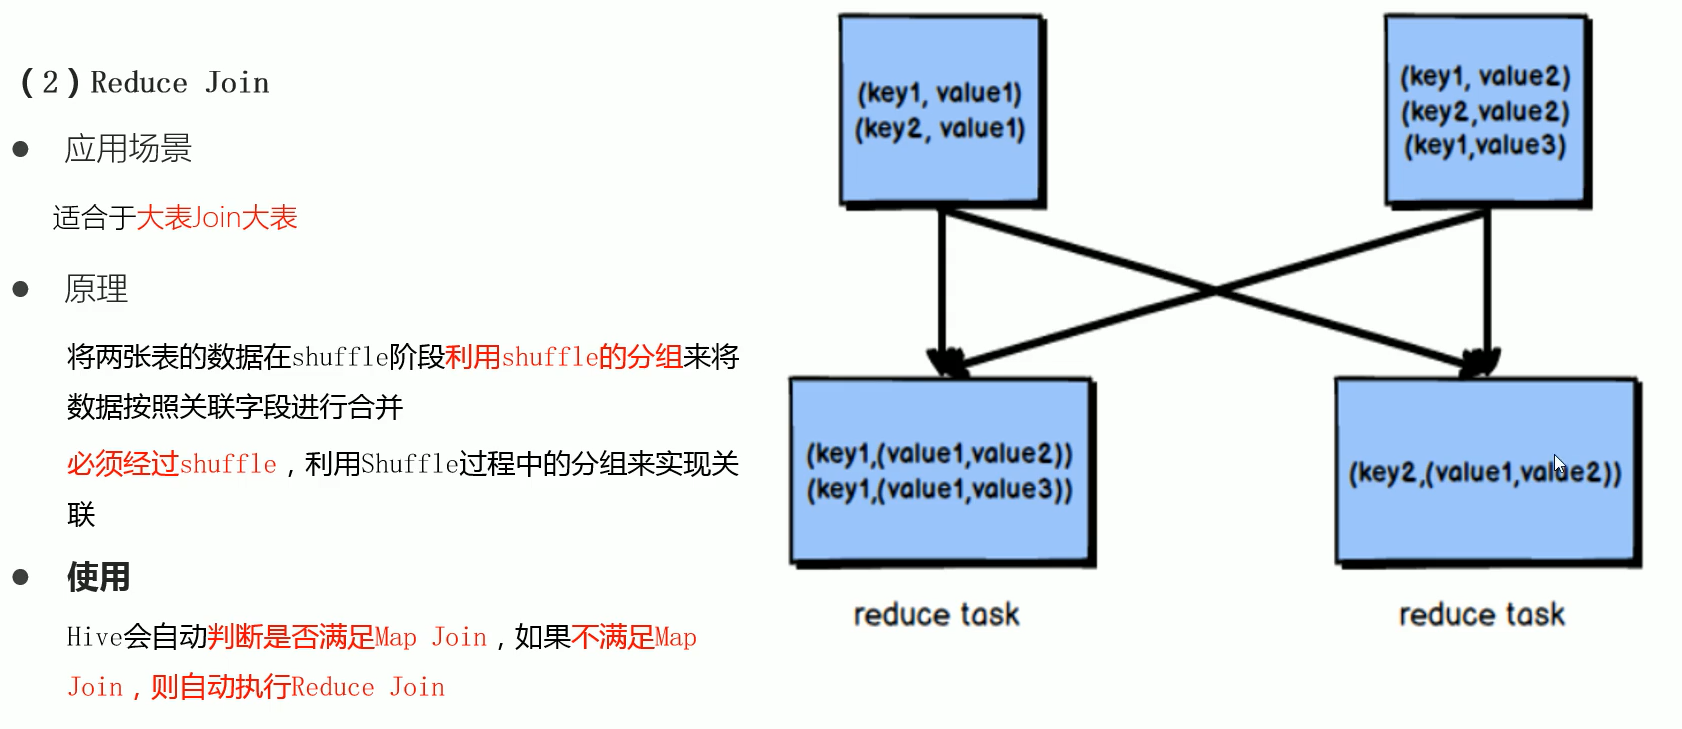 （2）Reduce Join
● 应用场景
适合于大表Join大表
● 原理
将两张表的数据在shuffle阶段利用shuffle的分组来将
数据按照关联字段进行合并
必须经过shuffle，利用Shuffle过程中的分组来实现关
联
● 使用
Hive会自动判断是否满足Map Join，如果不满足Map
Join，则自动执行Reduce Join
(key1, value1)
(key2, value1)
(key1, value2)
(key2,value2)
(key1,value3)
(key1,(value1,value2))
(key1,(value1,value3))
(key2,(value1,value2))
reduce task
reduce task